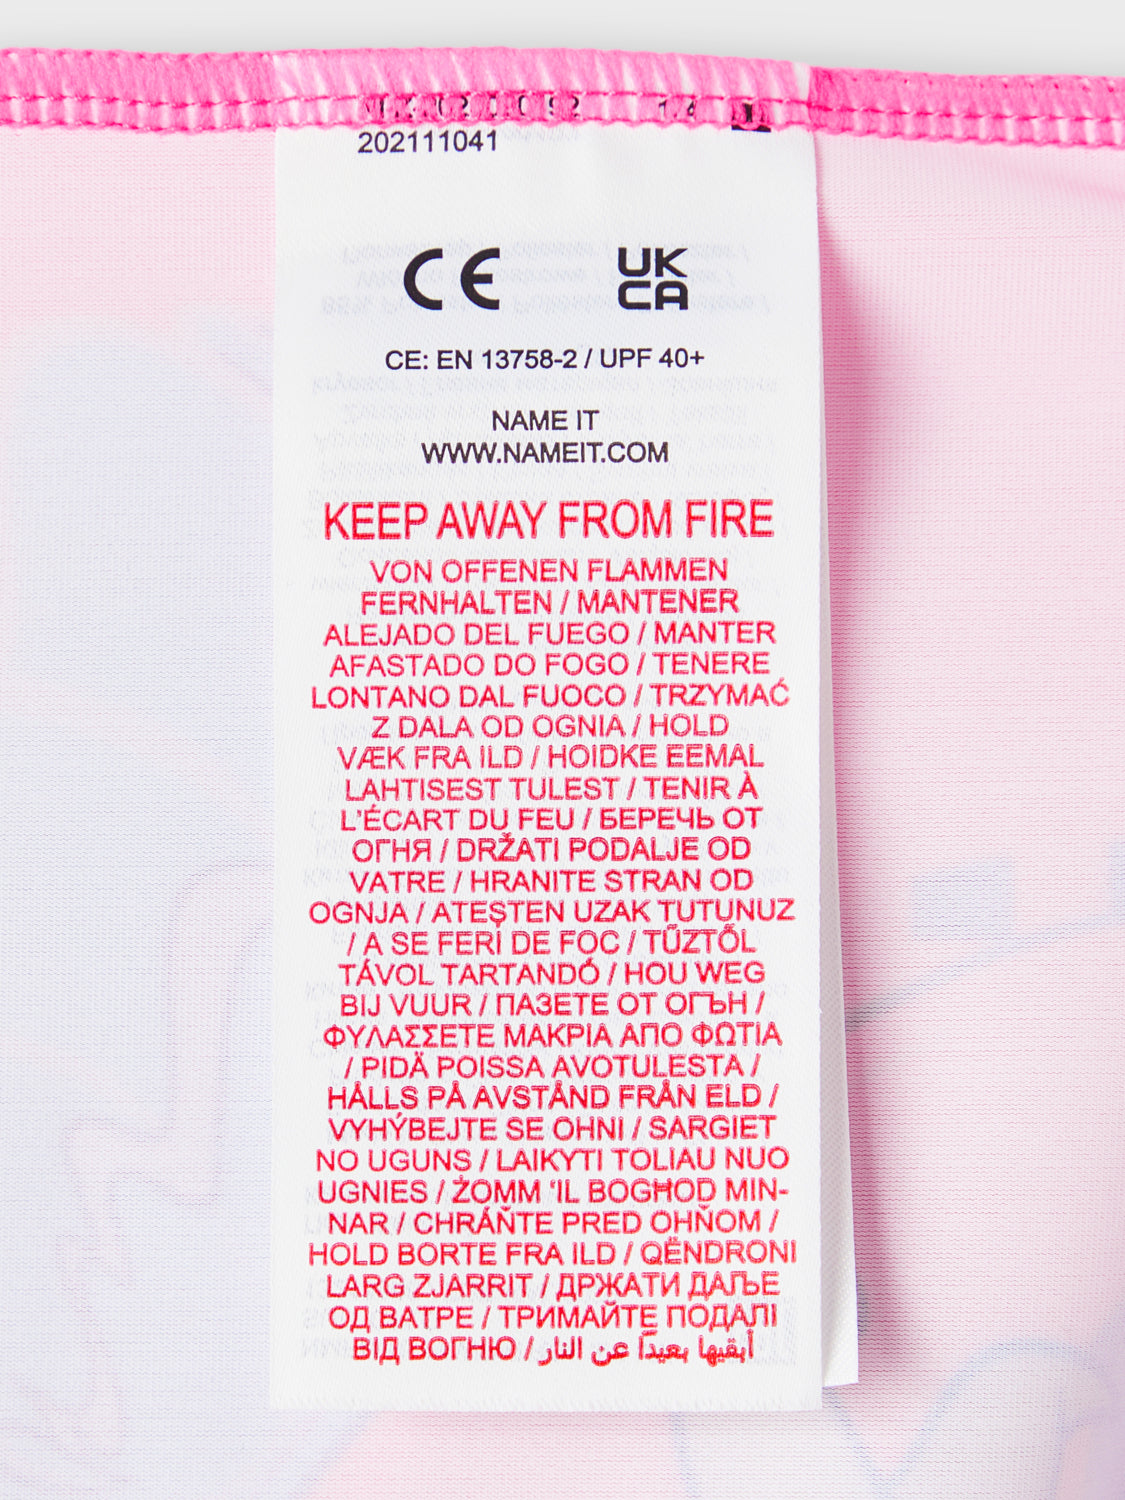 202111041
CE UK
CA
CE: EN 13758-2 / UPF 40+
NAME IT
WWW.NAMEIT.COM
KEEP AWAY FROM FIRE
VON OFFENEN FLAMMEN
FERNHALTEN / MANTENER
ALEJADO DEL FUEGO / MANTER
AFASTADO DO FOGO / TENERE
LONTANO DAL FUOCO / TRZYMAĆ
Z DALA OD OGNIA / HOLD
VÆK FRA ILD / HOIDKE EEMAL
LAHTISEST TULEST / TENIR À
L'ÉCART DU FEU / БЕРЕЧЬ ОТ
ОГНЯ / DRŽATI PODALJE OD
VATRE / HRANITE STRAN OD
OGNJA / ATEŞTEN UZAK TUTUNUZ
/ A SE FERI DE FOC / TŰZTŐL
TÁVOL TARTANDÓ / HOU WEG
BIJ VUUR / ПАЗЕТЕ ОТ ОГЪН /
ΦΥΛΑΣΣΕΤΕ ΜΑΚΡΙΑ ΑΠΟ ΦΩΤΙΑ
/ PIDÄ POISSA AVOTULESTA /
HÅLLS PÅ AVSTÅND FRÅN ELD /
VYHÝBEJTE SE OHNI / SARGIET
NO UGUNS / LAIKYTI TOLIAU NUO
UGNIES / ŻOMM ‘IL BOGĦOD MIN-
NAR / CHRÁŇTE PRED OHŇOM /
HOLD BORTE FRA ILD / QËNDRONI
LARG ZJARRIT / ДРЖАТИ ДАЉЕ
ОД ВАТРЕ / ТРИМАЙТЕ ПОДАЛІ
ВІД ВОГНЮ / أبقيها بعيداً عن النار